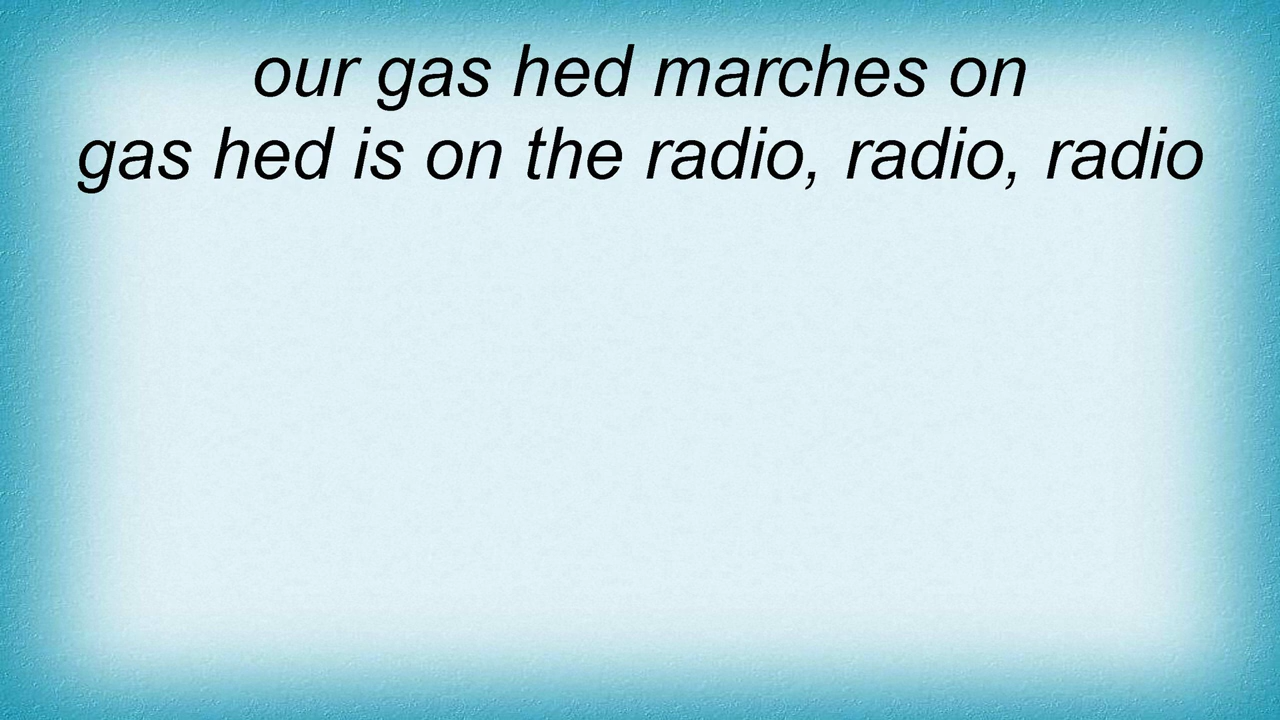 our gas hed marches on
gas hed is on the radio, radio, radio